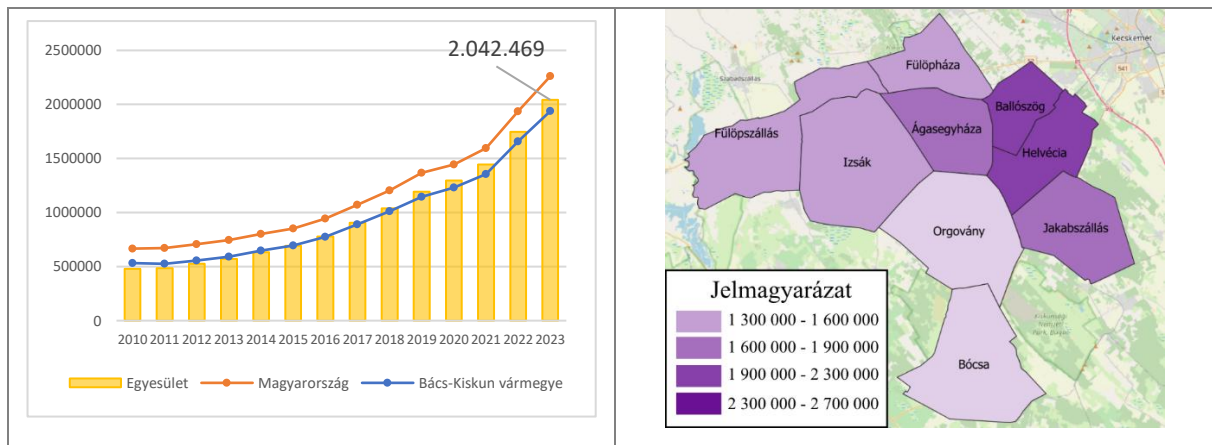 2.042.469
2500000
2000000
1500000
1000000
500000
0
2010 2011 2012 2013 2014 2015 2016 2017 2018 2019 2020 2021 2022 2023
Egyesület Magyarország Bács-Kiskun vármegye
Kecskemét
Szabadszállás
Fülöpháza
Ballószög
Ágasegyháza
Fülöpszállás
Izsák
Helvécia
Orgovány
Jakabszállás
Bócsa
Jelmagyarázat
1 300 000 - 1 600 000
1 600 000 - 1 900 000
1 900 000 - 2 300 000
2 300 000 - 2 700 000